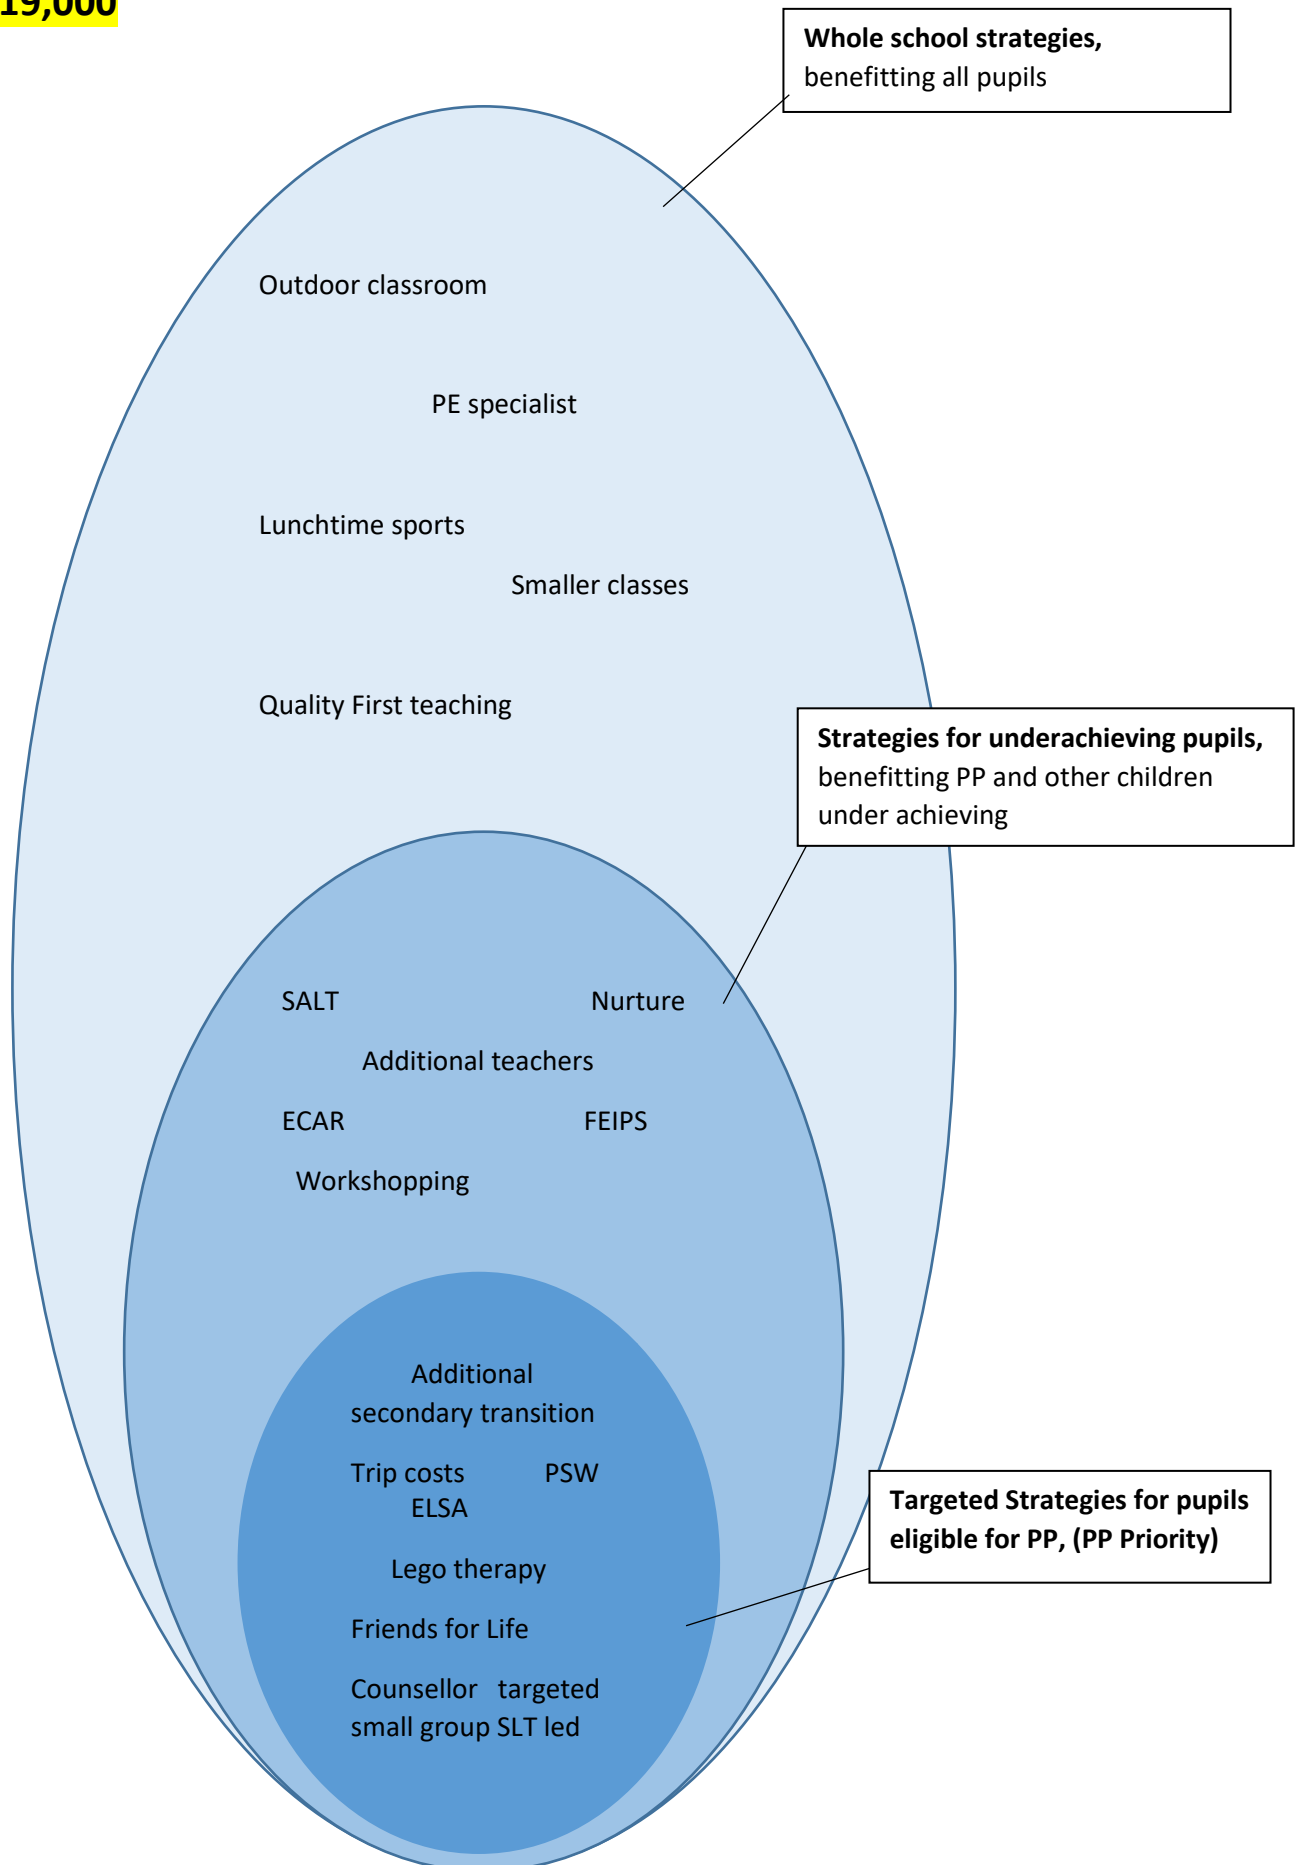 19,000
Whole school strategies,
benefitting all pupils
Outdoor classroom
PE specialist
Lunchtime sports
Smaller classes
Quality First teaching
Strategies for underachieving pupils,
benefitting PP and other children
under achieving
SALT Nurture
Additional teachers
ECAR FEIPS
Workshopping
Additional
secondary transition
Trip costs PSW
ELSA
Targeted Strategies for pupils
eligible for PP, (PP Priority)
Lego therapy
Friends for Life
Counsellor targeted
small group SLT led